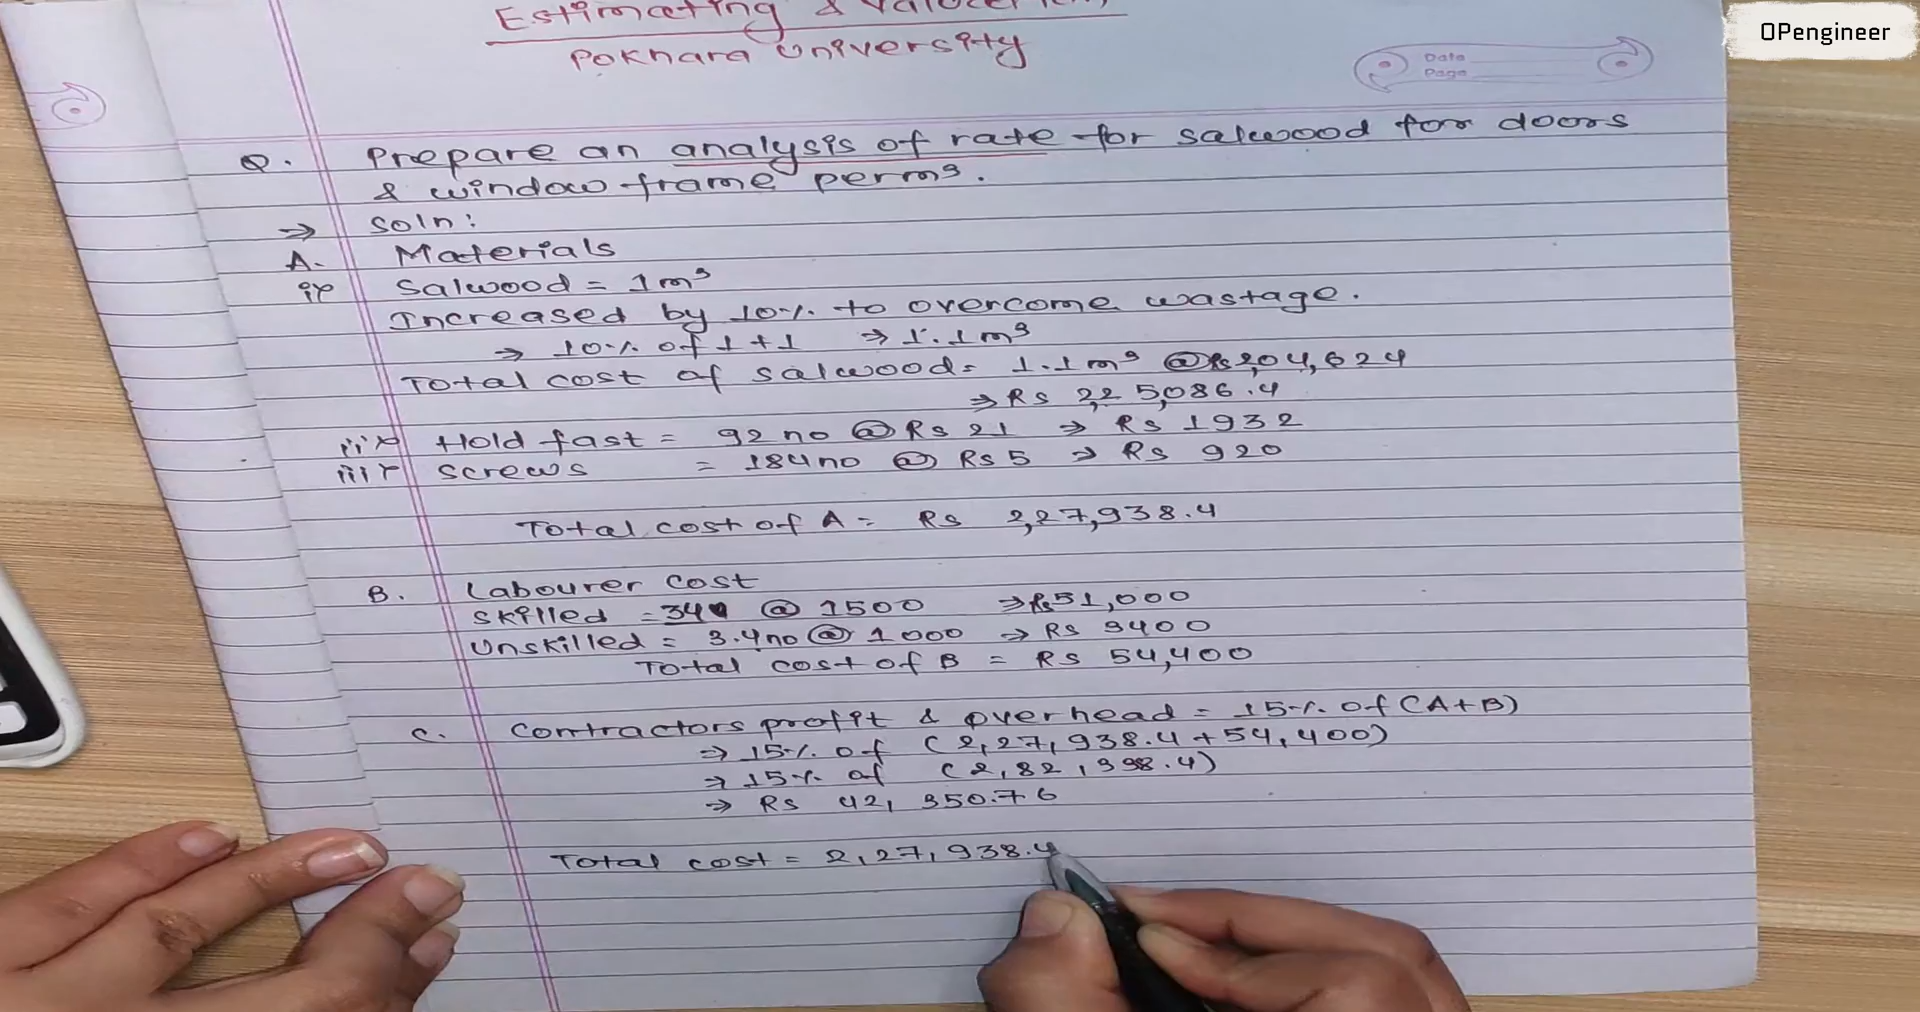 OPengineer
Estimating & Valuation
Pokhara University
Data
Page
Q. Prepare an analysis of rate for salwood for doors
& window frame per m³.
⇒ Soln:
A. Materials
i) Salwood = 1m³
Increased by 10% to overcome wastage.
⇒ 10% of 1+1 ⇒ 1.1m³
Total cost of salwood = 1.1m³ @Rs 204,624
⇒ Rs 2,25,086.4
ii) Hold fast = 92 no @ Rs 21 ⇒ Rs 1932
iii) Screws = 184no @ Rs 5 ⇒ Rs 920
Total cost of A = Rs 2,27,938.4
B. Labourer cost
Skilled = 34 @ 1500 ⇒ Rs 51,000
Unskilled = 3.4no @ 1000 ⇒ Rs 3400
Total cost of B = Rs 54,400
C. Contractors profit & overhead = 15% of (A+B)
⇒ 15% of (2,27,938.4 + 54,400)
⇒ 15% of (2,82,338.4)
⇒ Rs 42,350.76
Total cost = 2,27,938.4